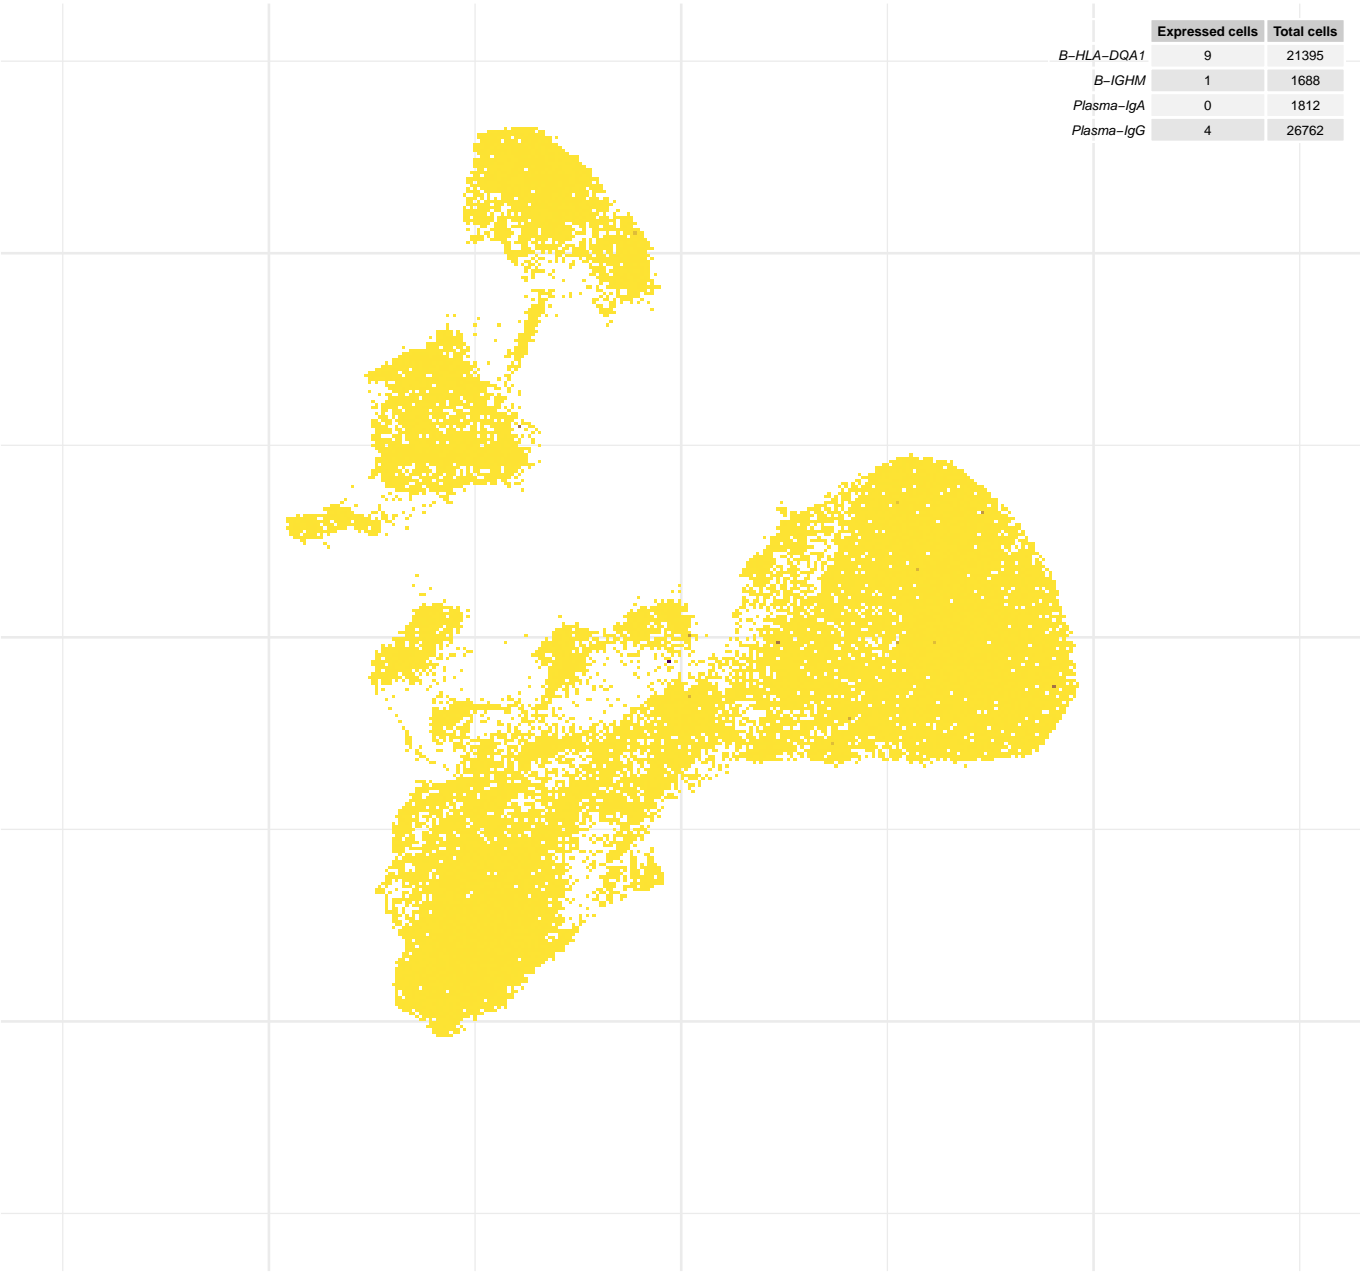 Expressed cells Total cells
B−HLA−DQA1 9 21395
B−IGHM 1 1688
Plasma−IgA 0 1812
Plasma−IgG 4 26762